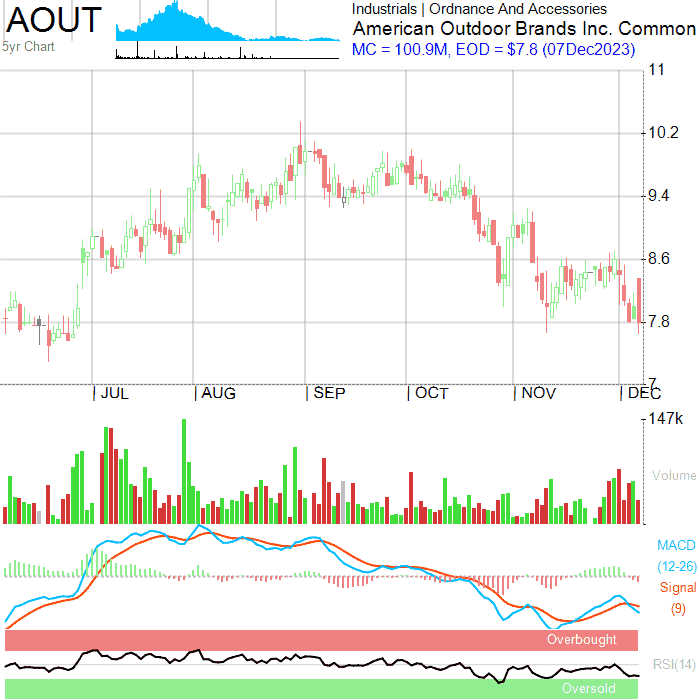 AOUT
5yr Chart
Industrials | Ordnance And Accessories
American Outdoor Brands Inc. Common
MC = 100.9M, EOD = $7.8 (07Dec2023)
11
10.2
9.4
8.6
7.8
7
| JUL | AUG | SEP | OCT | NOV | DEC
147k
Volume
MACD
(12-26)
Signal
(9)
Overbought
RSI(14)
Oversold